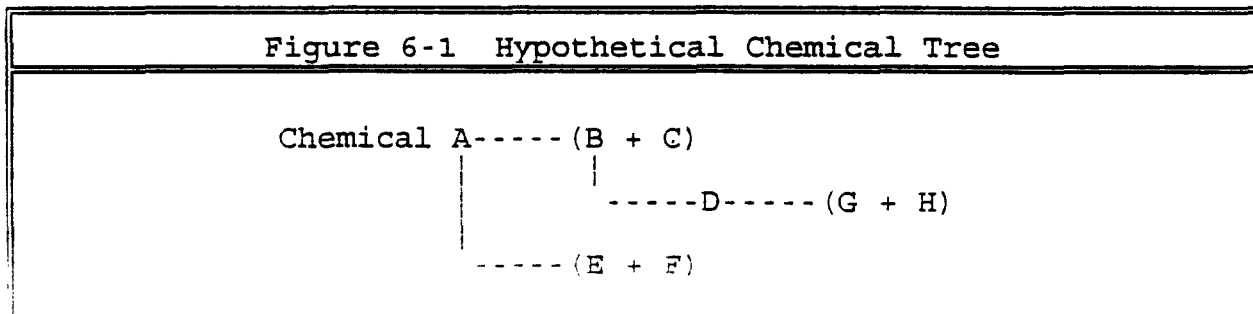 Figure 6-1 Hypothetical Chemical Tree
Chemical A-----(B + C)
-----D-----(G + H)
-----(E + F)